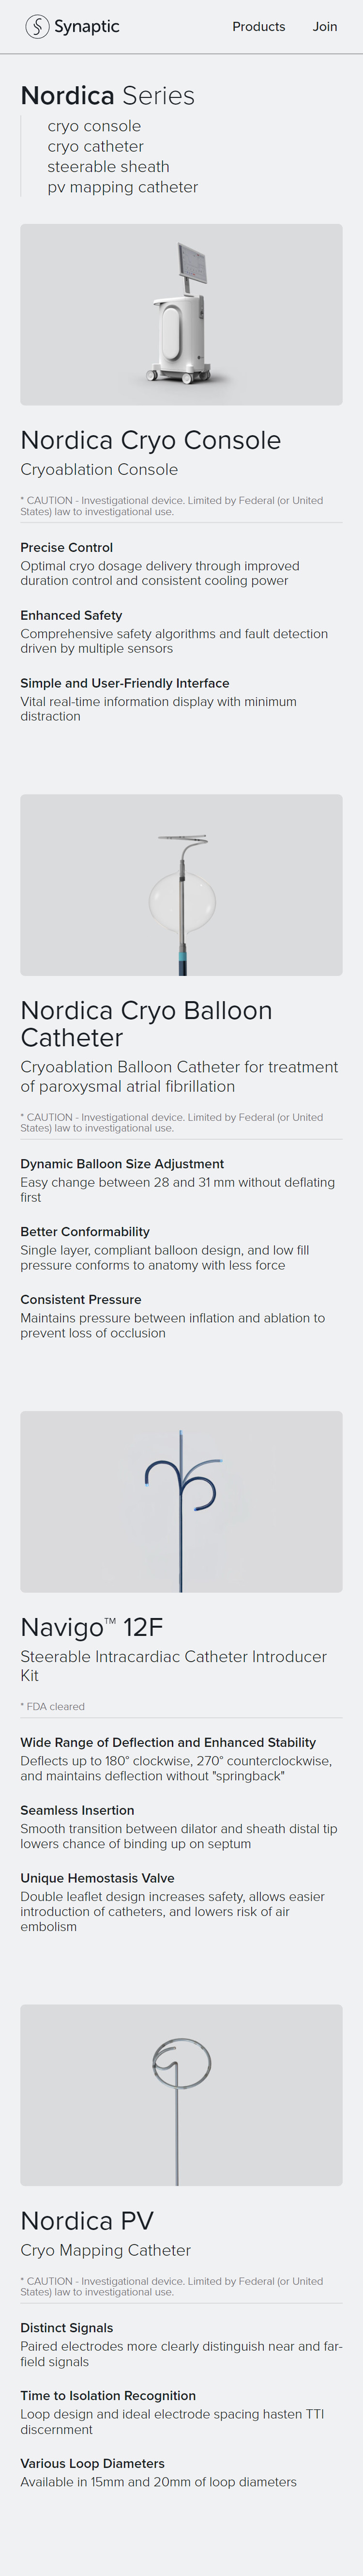 Synaptic
Products
Join
Nordica Series
cryo console
cryo catheter
steerable sheath
pv mapping catheter
Nordica Cryo Console
Cryoablation Console
* CAUTION - Investigational device. Limited by Federal (or United
States) law to investigational use.
Precise Control
Optimal cryo dosage delivery through improved
duration control and consistent cooling power
Enhanced Safety
Comprehensive safety algorithms and fault detection
driven by multiple sensors
Simple and User-Friendly Interface
Vital real-time information display with minimum
distraction
Nordica Cryo Balloon
Catheter
Cryoablation Balloon Catheter for treatment
of paroxysmal atrial fibrillation
* CAUTION - Investigational device. Limited by Federal (or United
States) law to investigational use.
Dynamic Balloon Size Adjustment
Easy change between 28 and 31 mm without deflating
first
Better Conformability
Single layer, compliant balloon design, and low fill
pressure conforms to anatomy with less force
Consistent Pressure
Maintains pressure between inflation and ablation to
prevent loss of occlusion
Navigo™ 12F
Steerable Intracardiac Catheter Introducer
Kit
* FDA cleared
Wide Range of Deflection and Enhanced Stability
Deflects up to 180° clockwise, 270° counterclockwise,
and maintains deflection without "springback"
Seamless Insertion
Smooth transition between dilator and sheath distal tip
lowers chance of binding up on septum
Unique Hemostasis Valve
Double leaflet design increases safety, allows easier
introduction of catheters, and lowers risk of air
embolism
Nordica PV
Cryo Mapping Catheter
* CAUTION - Investigational device. Limited by Federal (or United
States) law to investigational use.
Distinct Signals
Paired electrodes more clearly distinguish near and far-
field signals
Time to Isolation Recognition
Loop design and ideal electrode spacing hasten TTI
discernment
Various Loop Diameters
Available in 15mm and 20mm of loop diameters